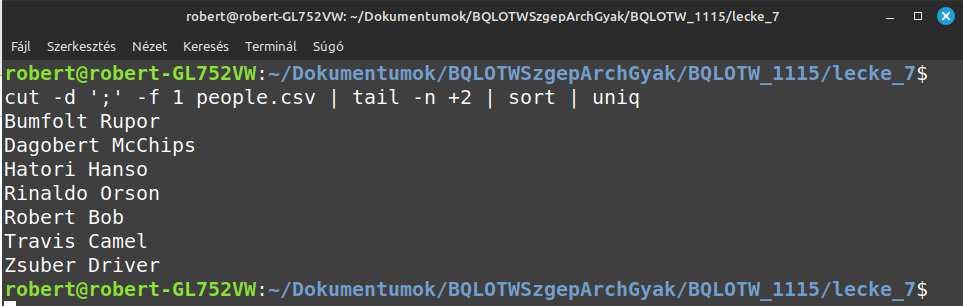 robert@robert-GL752VW: ~/Dokumentumok/BQLOTWSzgepArchGyak/BQLOTW_1115/lecke_7
Fájl Szerkesztés Nézet Keresés Terminál Súgó
robert@robert-GL752VW:~/Dokumentumok/BQLOTWSzgepArchGyak/BQLOTW_1115/lecke_7$
cut -d ';' -f 1 people.csv | tail -n +2 | sort | uniq
Bumfolt Rupor
Dagobert McChips
Hatori Hanso
Rinaldo Orson
Robert Bob
Travis Camel
Zsuber Driver
robert@robert-GL752VW:~/Dokumentumok/BQLOTWSzgepArchGyak/BQLOTW_1115/lecke_7$